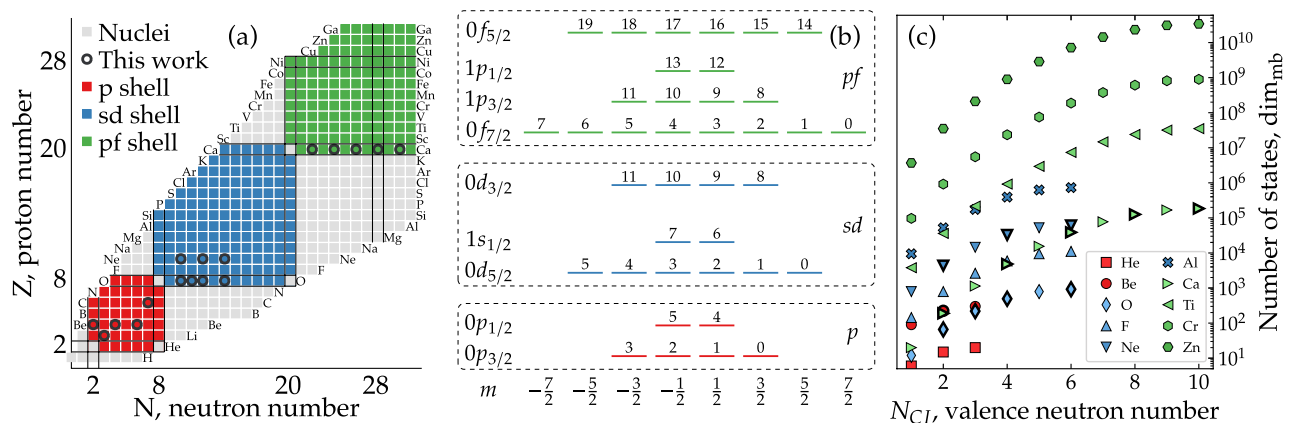 (a)
Nuclei
This work
p shell
sd shell
pf shell
Z, proton number
28
20
8
2
Ga
Zn
Cu
Ni
Co
Fe
Mn
Cr
V
Ti
Sc
Ca
K
Ar
Cl
S
P
Si
Al
Mg
Na
Ne
F
O
N
C
B
Be
Ga
Zn
Cu
Ni
Co
Fe
Mn
Cr
V
Ti
Sc
Ca
K
Ar
Cl
S
P
Si
Al
Mg
Na
Ne
F
O
N
C
B
Be
Li
He
H
2 8 20 28
N, neutron number
(b)
0f5/2 19 18 17 16 15 14
1p1/2 13 12
pf
1p3/2 11 10 9 8
0f7/2 7 6 5 4 3 2 1 0
0d3/2 11 10 9 8
sd
1s1/2 7 6
0d5/2 5 4 3 2 1 0
0p1/2 5 4
p
0p3/2 3 2 1 0
m −7/2 −5/2 −3/2 −1/2 1/2 3/2 5/2 7/2
(c)
10^10
10^9
10^8
10^7
10^6
10^5
10^4
10^3
10^2
10^1
Number of states, dim_mb
He
Be
O
F
Ne
Al
Ca
Ti
Cr
Zn
2 4 6 8 10
N_CI, valence neutron number